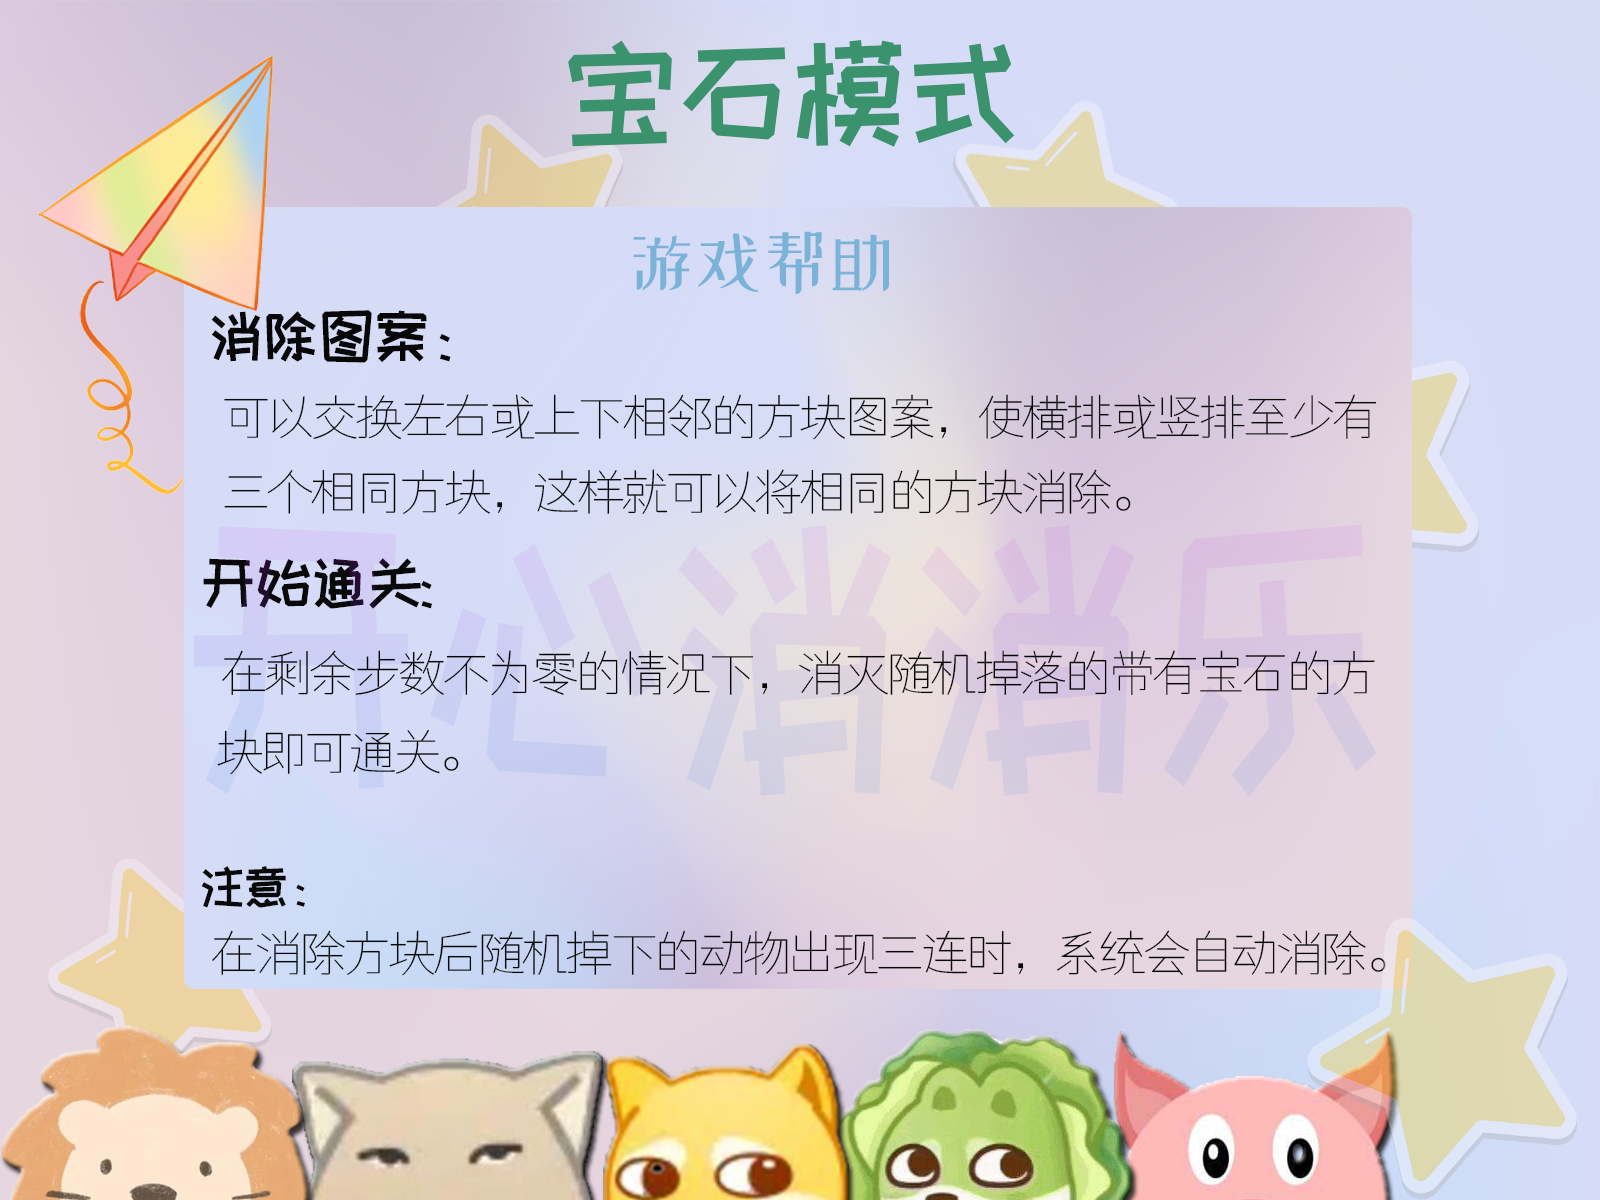 宝石模式
游戏帮助
消除图案：
可以交换左右或上下相邻的方块图案，使横排或竖排至少有
三个相同方块，这样就可以将相同的方块消除。
开心消消乐
开始通关:
在剩余步数不为零的情况下，消灭随机掉落的带有宝石的方
块即可通关。
注意：
在消除方块后随机掉下的动物出现三连时，系统会自动消除。